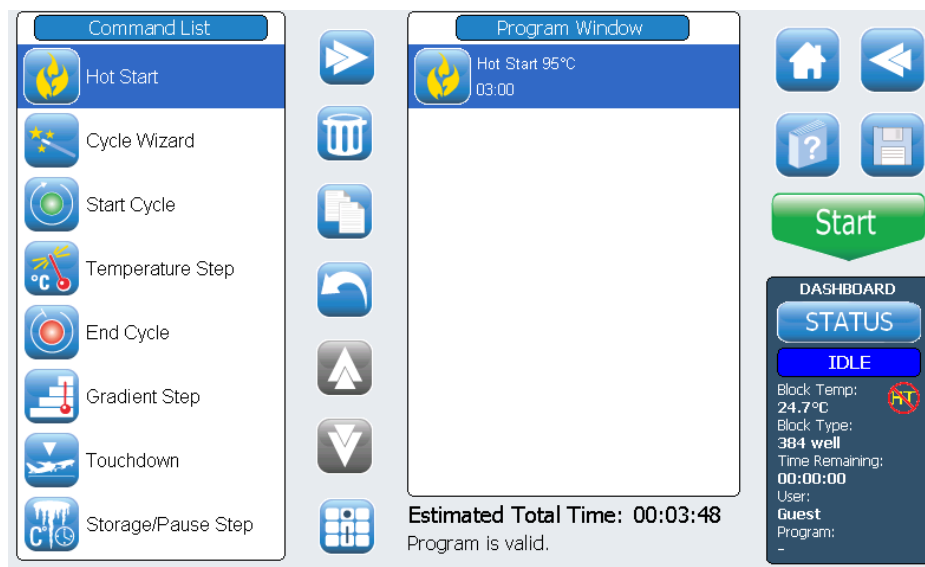 Command List
Hot Start
Cycle Wizard
Start Cycle
°C
Temperature Step
End Cycle
Gradient Step
Touchdown
C°
Storage/Pause Step
Program Window
Hot Start 95°C
03:00
Estimated Total Time: 00:03:48
Program is valid.
?
Start
DASHBOARD
STATUS
IDLE
Block Temp:
24.7°C
HT
Block Type:
384 well
Time Remaining:
00:00:00
User:
Guest
Program:
-